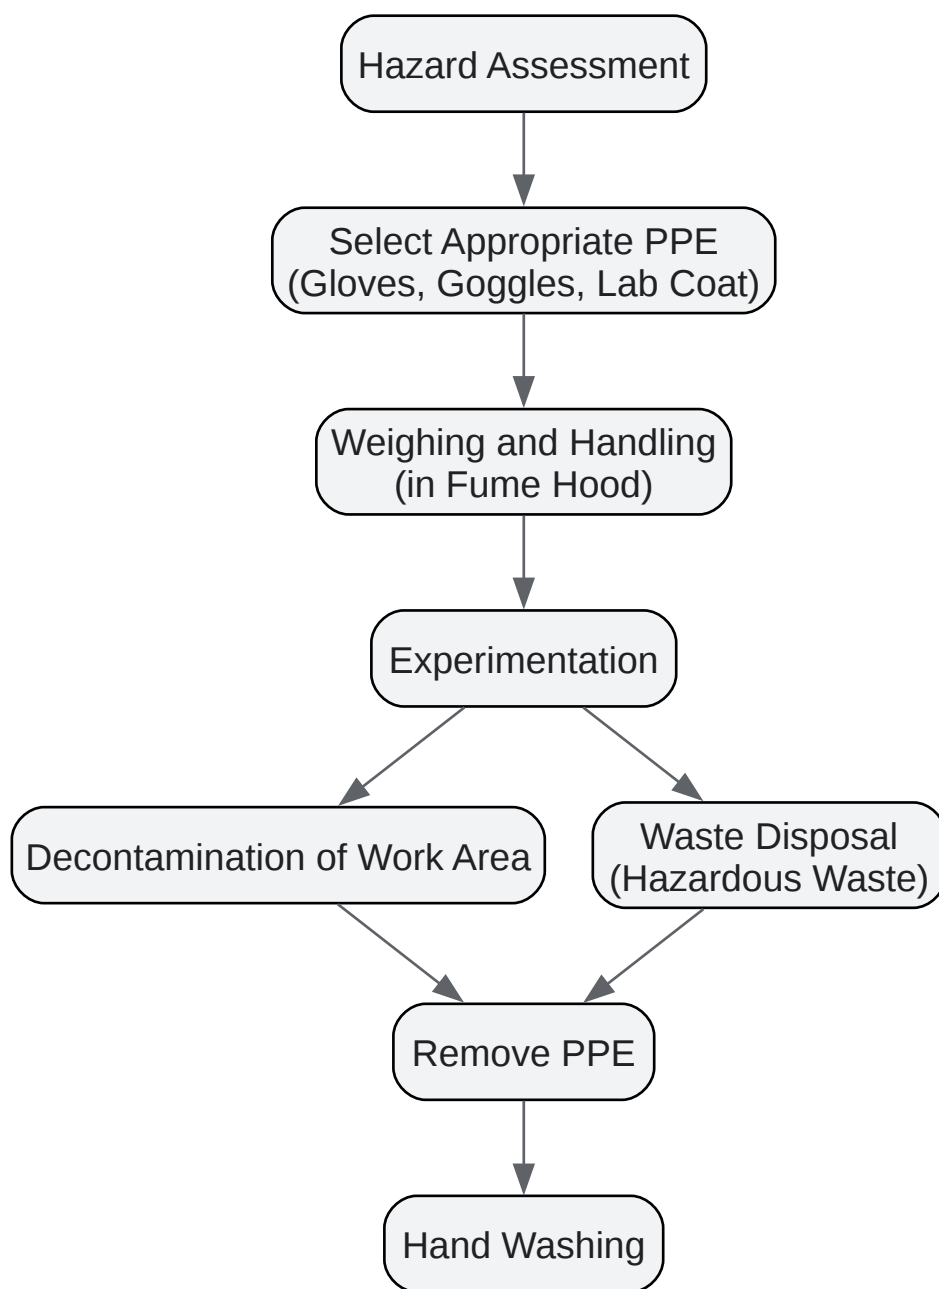 Hazard Assessment
Select Appropriate PPE
(Gloves, Goggles, Lab Coat)
Weighing and Handling
(in Fume Hood)
Experimentation
Decontamination of Work Area
Waste Disposal
(Hazardous Waste)
Remove PPE
Hand Washing